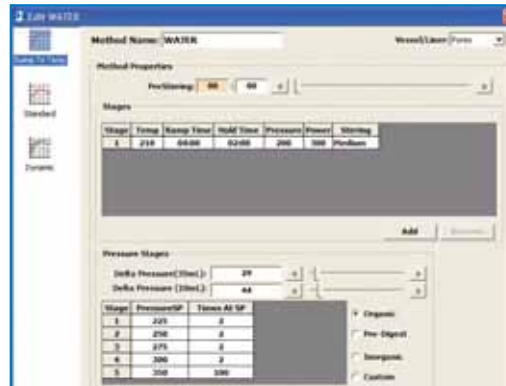 Edit WATER
Method Name: WATER
Vessel/Liner:
Ramp To Temp
Standard
Dynamic
Method Properties
PreStirring: 00 : 00
Stages
Stage Temp Ramp Time Hold Time Pressure Power Stirring
1 210 04:00 02:00 200 300 Medium
Add
Pressure Stages
Delta Pressure(35mL): 29
Delta Pressure (10mL): 44
Stage PressureSP Times At SP
1 225 2
2 250 2
3 275 2
4 300 2
5 350 100
Organic
Pre-Digest
Inorganic
Custom